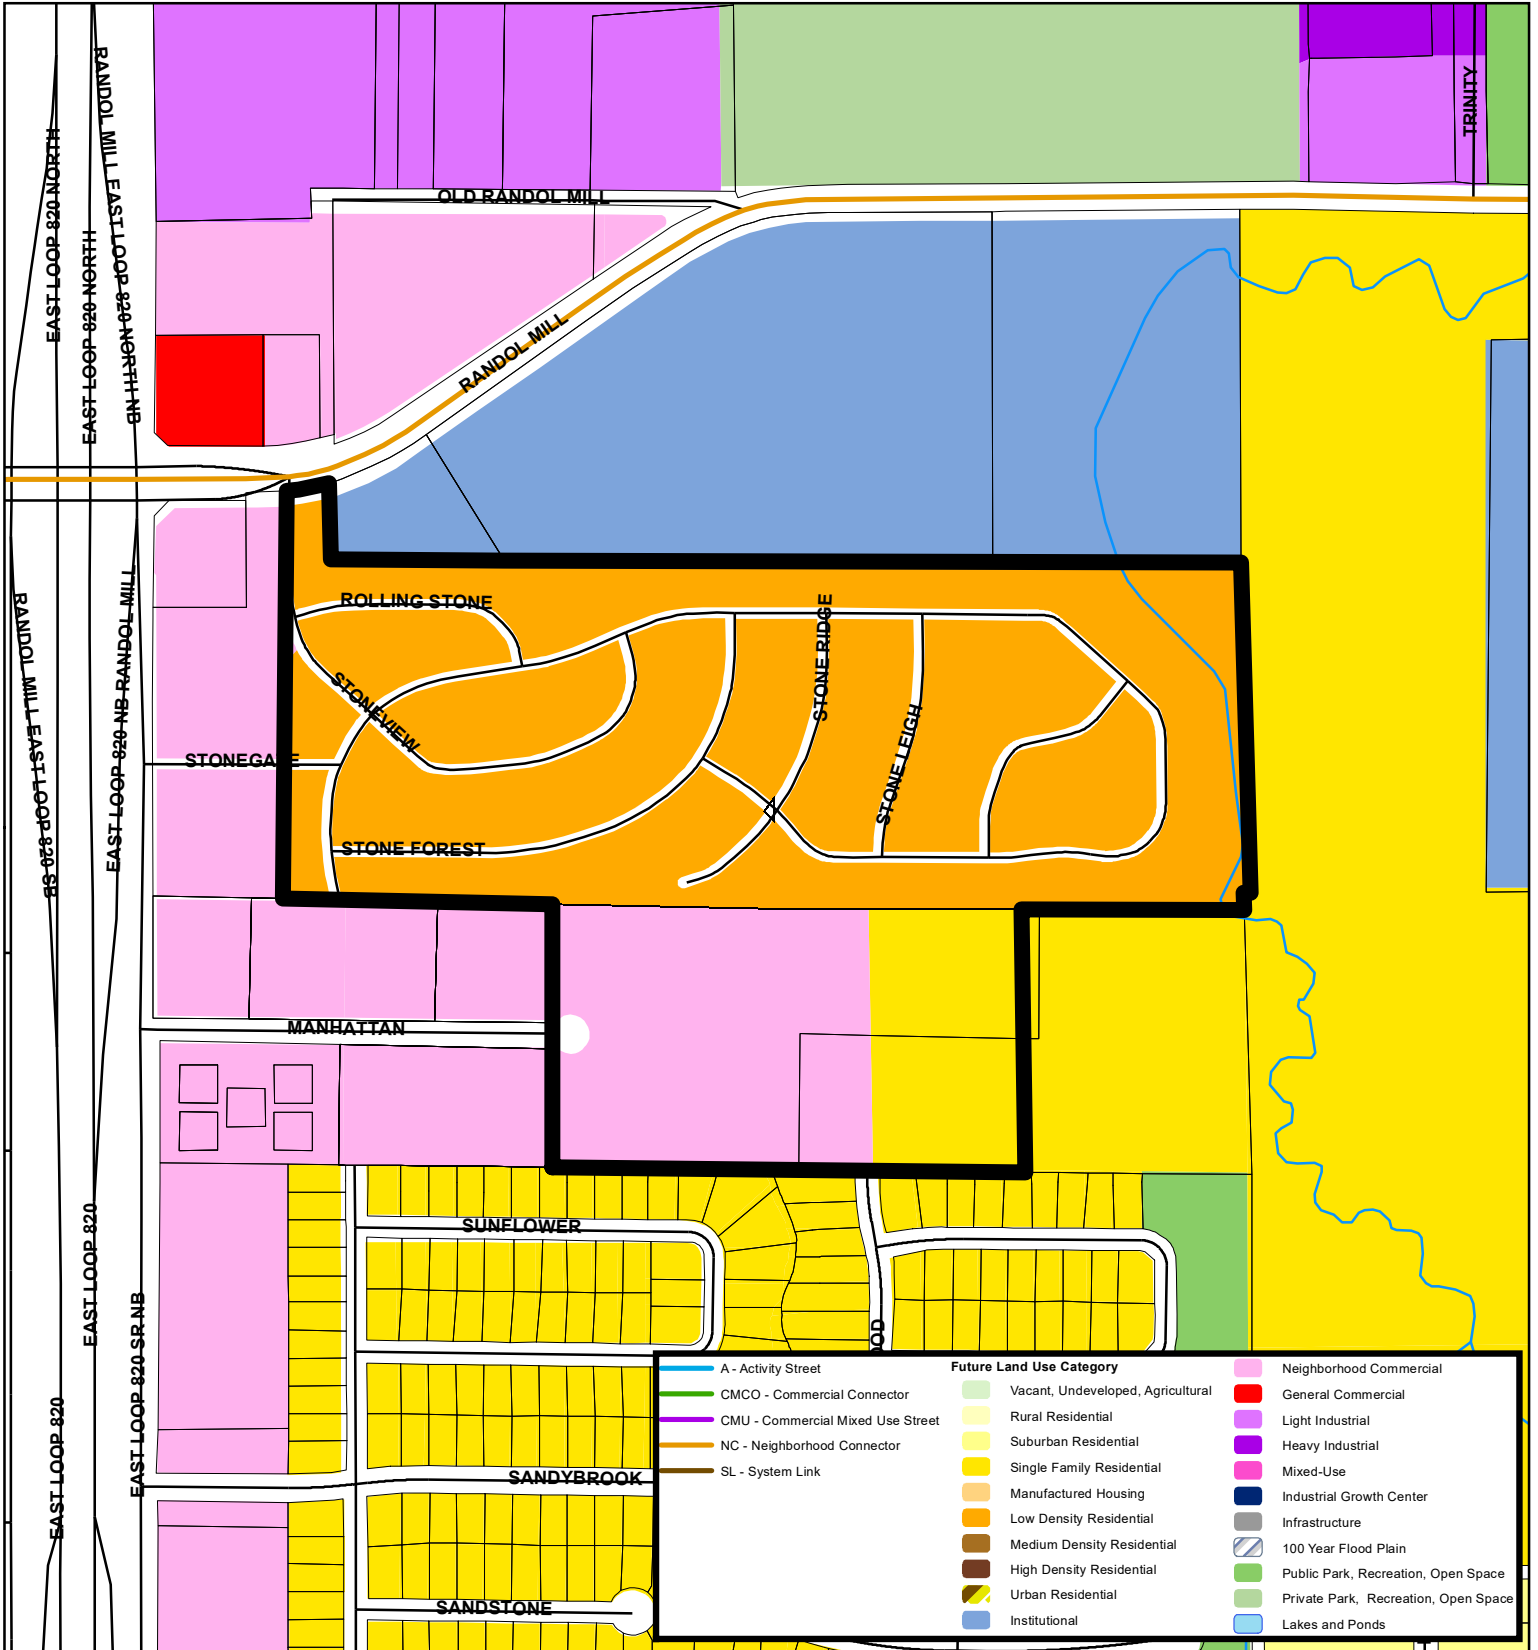 TRINITY
RANDOL MILL EAST LOOP 820 NORTH NB
EAST LOOP 820 NORTH
EAST LOOP 820 NORTH
OLD RANDOL MILL
RANDOL MILL
ROLLING STONE
STONE RIDGE
STONEVIEW
STONE LEIGH
STONEGATE
STONE FOREST
RANDOL MILL EAST LOOP 820 SB
EAST LOOP 820 NB RANDOL MILL
MANHATTAN
SUNFLOWER
EAST LOOP 820
EAST LOOP 820 SR NB
EAST LOOP 820
OOD
SANDYBROOK
SANDSTONE
A - Activity Street
CMCO - Commercial Connector
CMU - Commercial Mixed Use Street
NC - Neighborhood Connector
SL - System Link
Future Land Use Category
Vacant, Undeveloped, Agricultural
Rural Residential
Suburban Residential
Single Family Residential
Manufactured Housing
Low Density Residential
Medium Density Residential
High Density Residential
Urban Residential
Institutional
Neighborhood Commercial
General Commercial
Light Industrial
Heavy Industrial
Mixed-Use
Industrial Growth Center
Infrastructure
100 Year Flood Plain
Public Park, Recreation, Open Space
Private Park, Recreation, Open Space
Lakes and Ponds